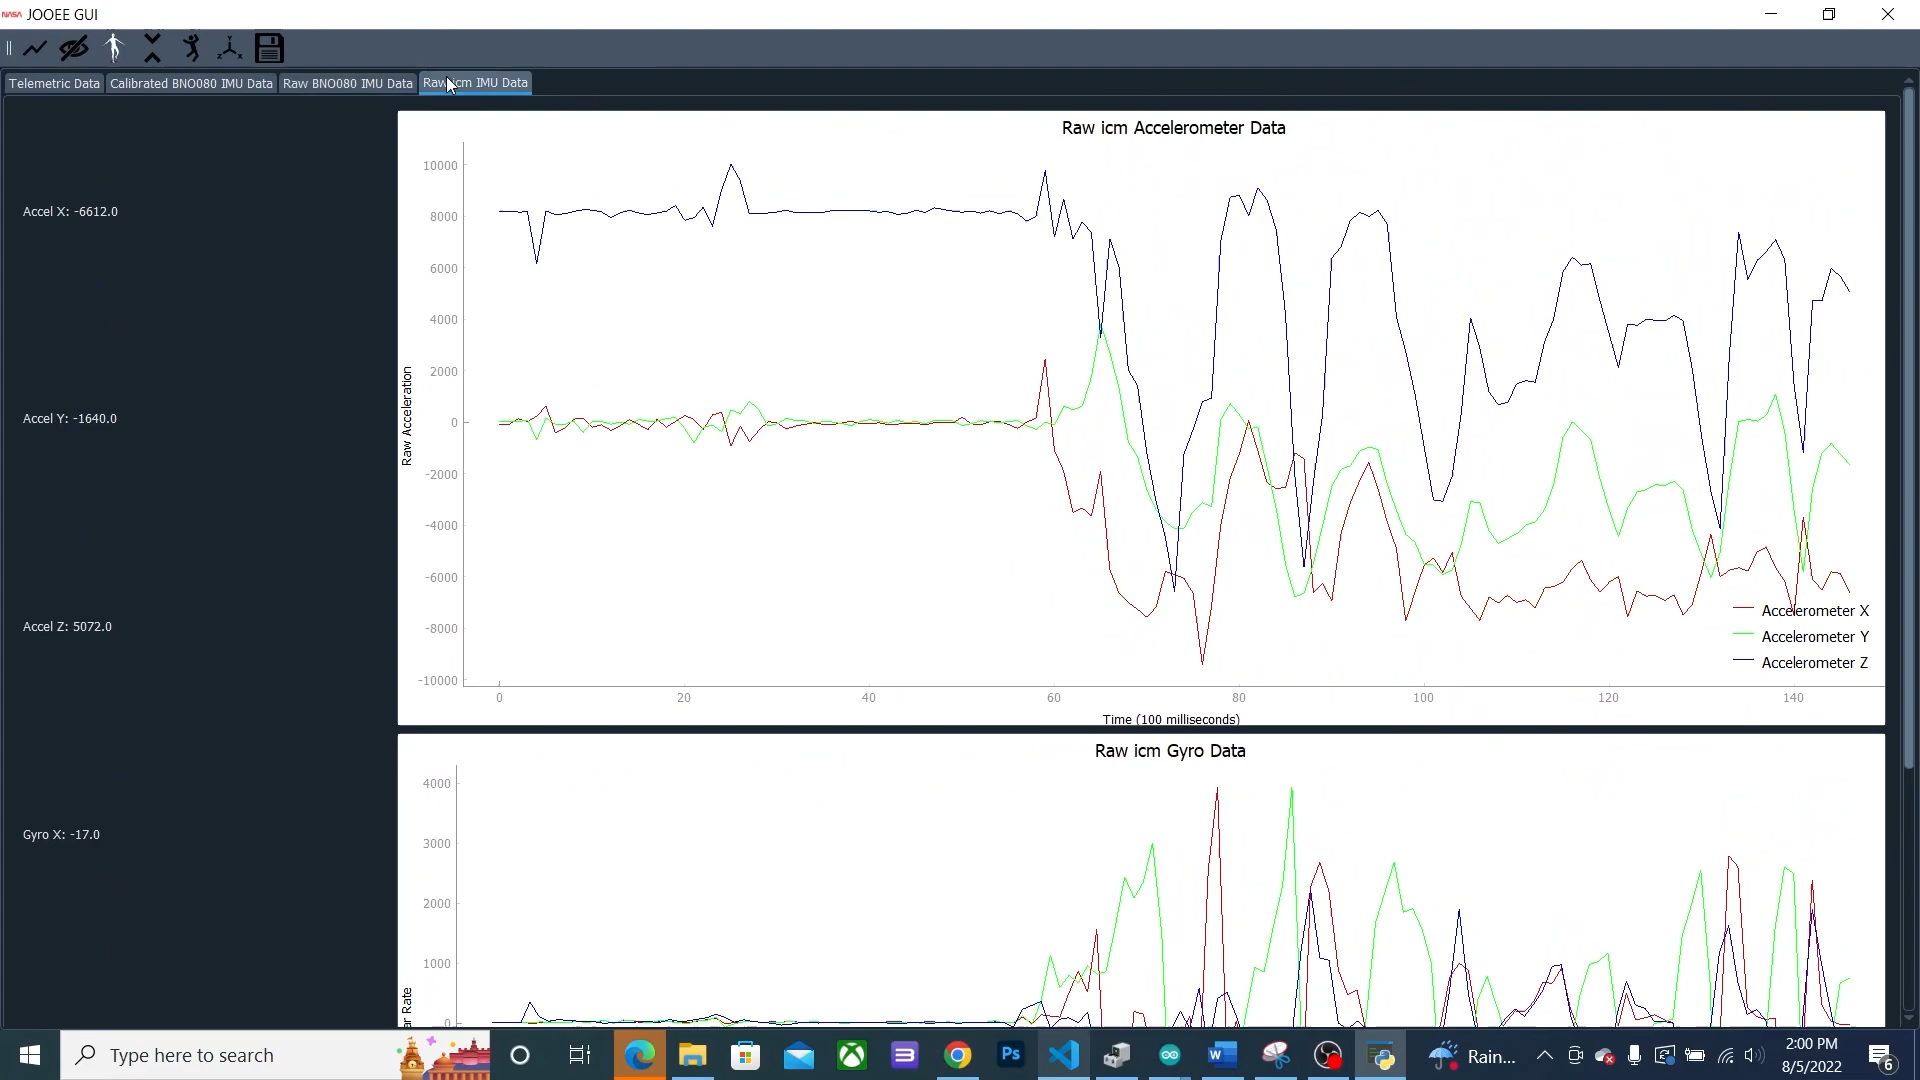 NASA JOOEE GUI
Telemetric Data Calibrated BNO080 IMU Data Raw BNO080 IMU Data Raw icm IMU Data
Raw icm Accelerometer Data
10000
8000
6000
4000
2000
0
-2000
-4000
-6000
-8000
-10000
Raw Acceleration
0 20 40 60 80 100 120 140
Time (100 milliseconds)
Accelerometer X
Accelerometer Y
Accelerometer Z
Accel X: -6612.0
Accel Y: -1640.0
Accel Z: 5072.0
Gyro X: -17.0
Raw icm Gyro Data
4000
3000
2000
1000
0
ar Rate
Type here to search
Ps
W
Rain...
2:00 PM
8/5/2022
6